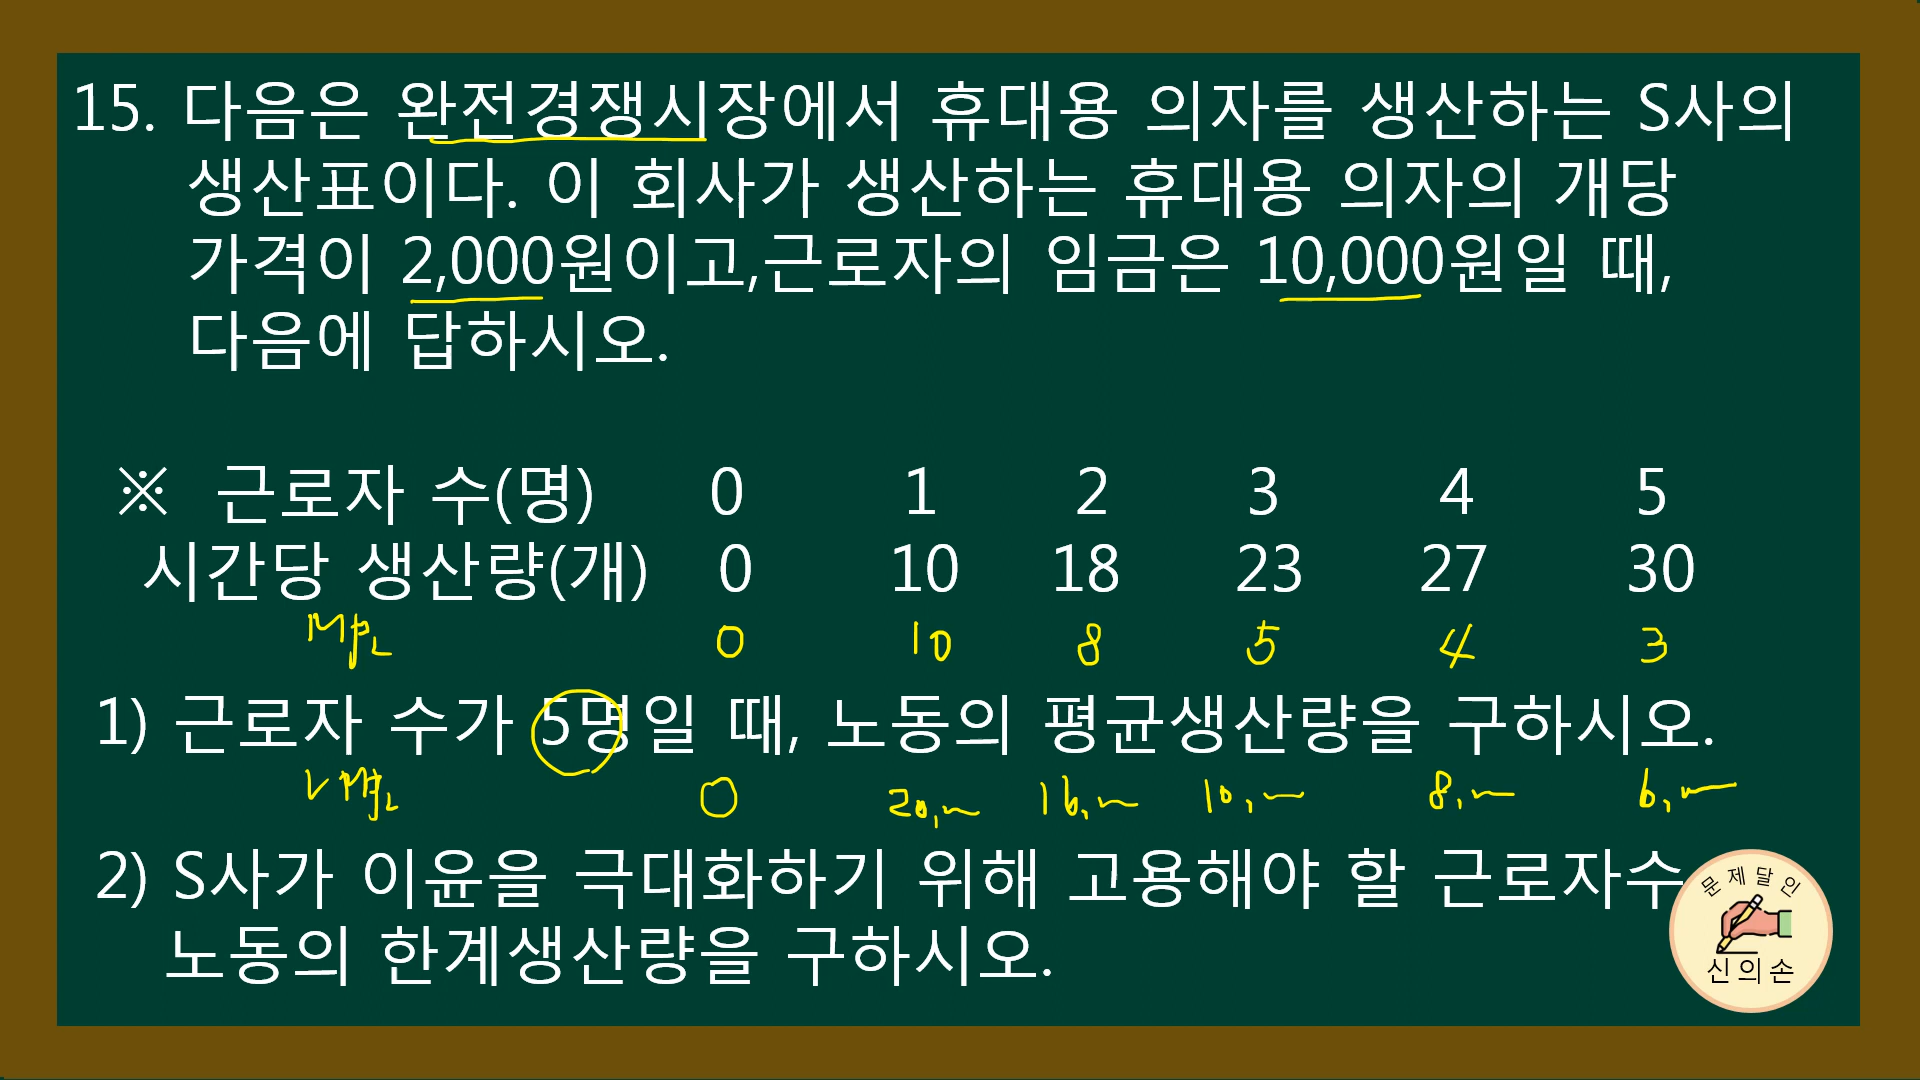 15. 다음은 완전경쟁시장에서 휴대용 의자를 생산하는 S사의
생산표이다. 이 회사가 생산하는 휴대용 의자의 개당
가격이 2,000원이고,근로자의 임금은 10,000원일 때,
다음에 답하시오.
※ 근로자 수(명) 0 1 2 3 4 5
시간당 생산량(개) 0 10 18 23 27 30
MPL 0 10 8 5 4 3
1) 근로자 수가 5명일 때, 노동의 평균생산량을 구하시오.
VMPL 0 20, 16, 10, 8, 6,
2) S사가 이윤을 극대화하기 위해 고용해야 할 근로자수
노동의 한계생산량을 구하시오.
문제달인
신의손